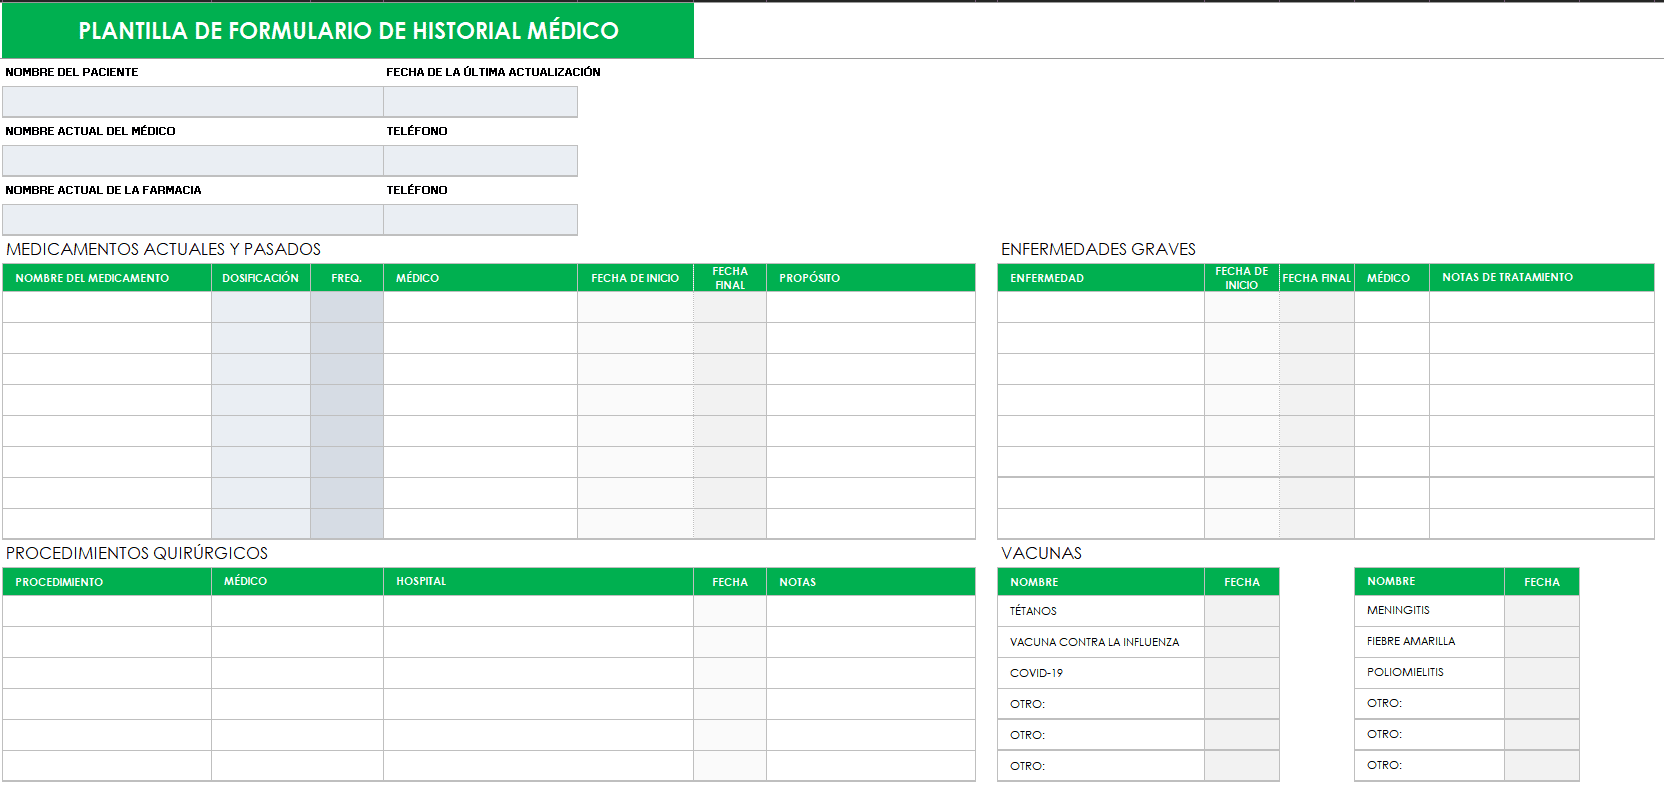 PLANTILLA DE FORMULARIO DE HISTORIAL MÉDICO
NOMBRE DEL PACIENTE FECHA DE LA ÚLTIMA ACTUALIZACIÓN
NOMBRE ACTUAL DEL MÉDICO TELÉFONO
NOMBRE ACTUAL DE LA FARMACIA TELÉFONO
MEDICAMENTOS ACTUALES Y PASADOS
NOMBRE DEL MEDICAMENTO DOSIFICACIÓN FREQ. MÉDICO FECHA DE INICIO FECHA FINAL PROPÓSITO
ENFERMEDADES GRAVES
ENFERMEDAD FECHA DE INICIO FECHA FINAL MÉDICO NOTAS DE TRATAMIENTO
PROCEDIMIENTOS QUIRÚRGICOS
PROCEDIMIENTO MÉDICO HOSPITAL FECHA NOTAS
VACUNAS
NOMBRE FECHA
TÉTANOS
VACUNA CONTRA LA INFLUENZA
COVID-19
OTRO:
OTRO:
OTRO:
NOMBRE FECHA
MENINGITIS
FIEBRE AMARILLA
POLIOMIELITIS
OTRO:
OTRO:
OTRO: